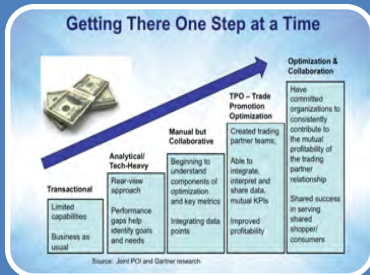 Getting There One Step at a Time
Optimization &
Collaboration
Have
committed
organizations to
consistently
contribute to
the mutual
profitability of
the trading
partner
relationship
Shared success
in serving
shared
shopper/
consumers
TPO – Trade
Promotion
Optimization
Created trading
partner teams;
Able to
integrate,
interpret and
share data,
mutual KPIs
Improved
profitability
Manual but
Collaborative
Beginning to
understand
components of
optimization
and key metrics
Integrating data
points
Analytical/
Tech-Heavy
Rear-view
approach
Performance
gaps help
identify goals
and needs
Transactional
Limited
capabilities
Business as
usual
Source: Joint POI and Gartner research